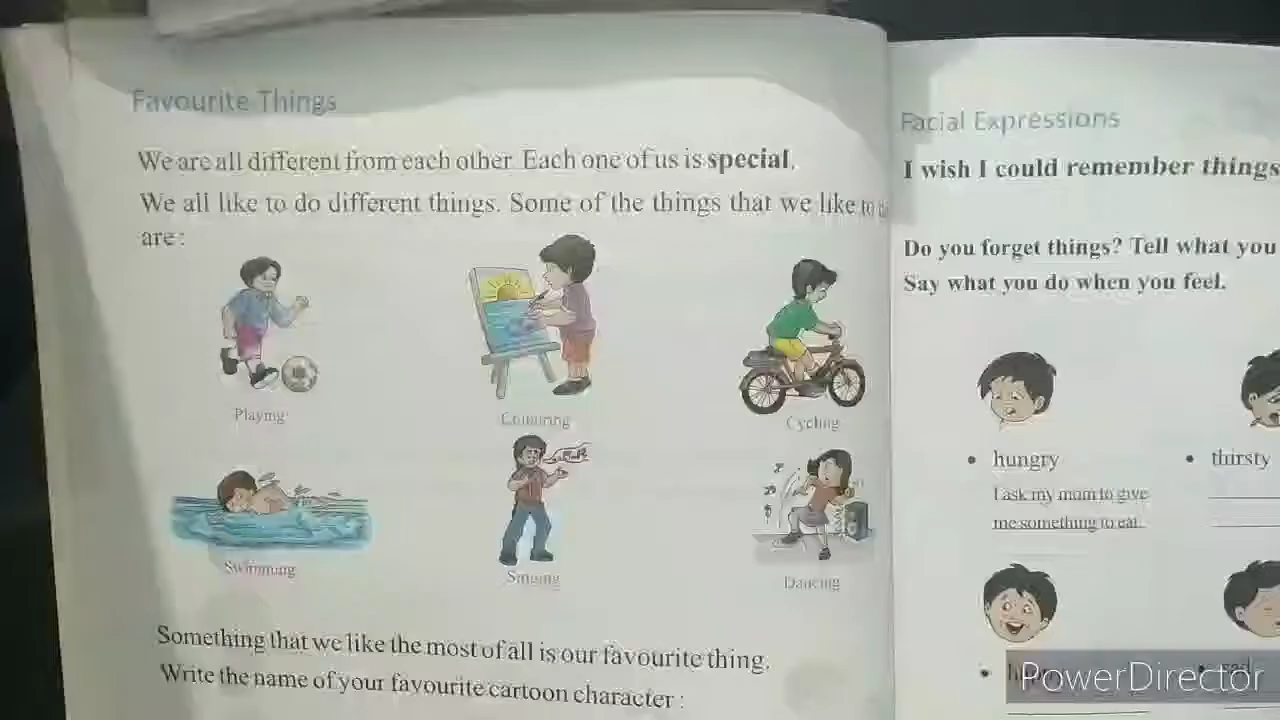 Favourite Things
We are all different from each other. Each one of us is special.
We all like to do different things. Some of the things that we like to
are :
Playing
Colouring
Cycling
Swimming
Singing
Dancing
Something that we like the most of all is our favourite thing.
Write the name of your favourite cartoon character :
Facial Expressions
I wish I could remember things
Do you forget things? Tell what you
Say what you do when you feel.
• hungry
• thirsty
I ask my mom to give
me something to eat.
PowerDirector